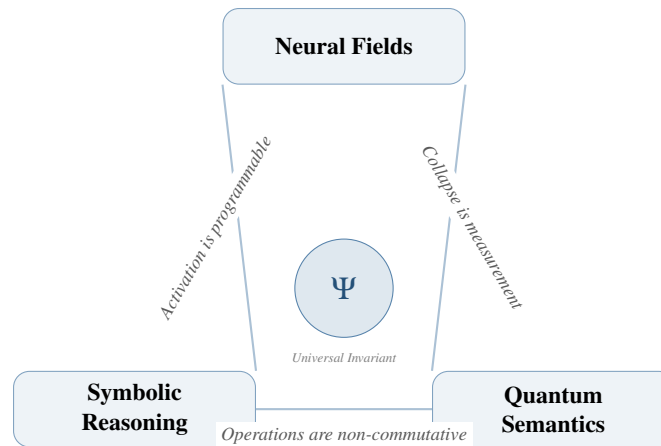 Neural Fields
Activation is programmable
Collapse is measurement
Ψ
Universal Invariant
Symbolic
Reasoning
Quantum
Semantics
Operations are non-commutative